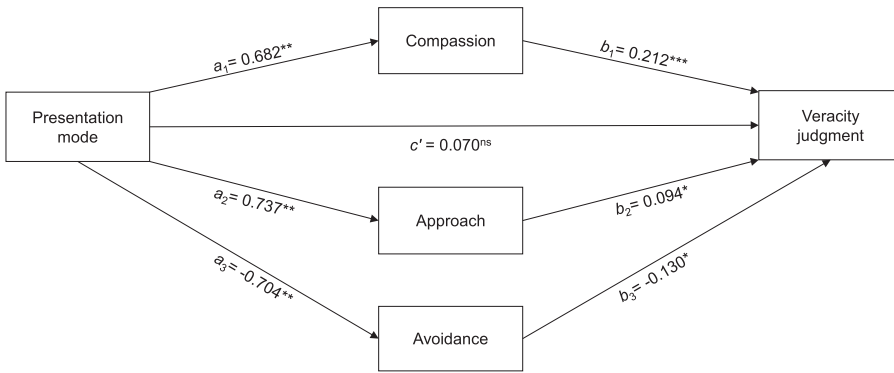 Compassion
a₁= 0.682**
b₁= 0.212***
Presentation
mode
Veracity
judgment
c' = 0.070ⁿˢ
a₂= 0.737**
Approach
b₂= 0.094*
a₃= -0.704**
b₃= -0.130*
Avoidance